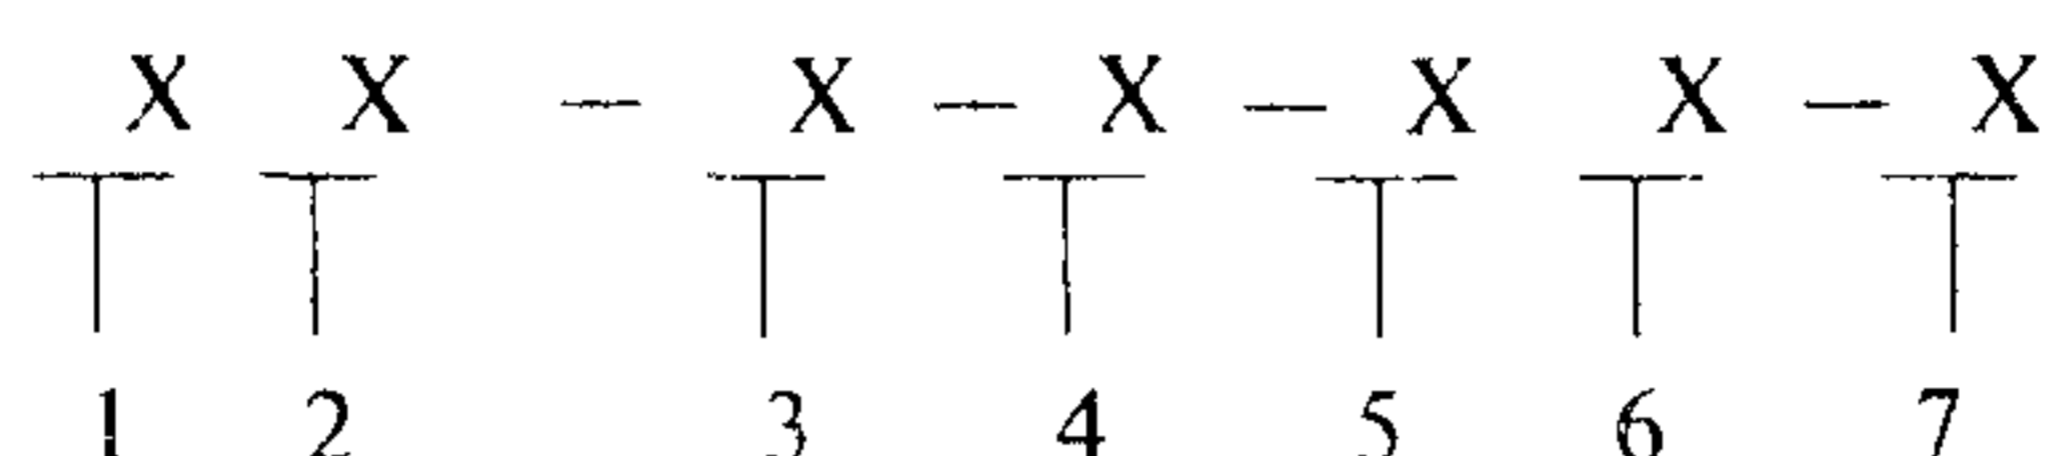 X X – X – X – X X – X
1 2 3 4 5 6 7